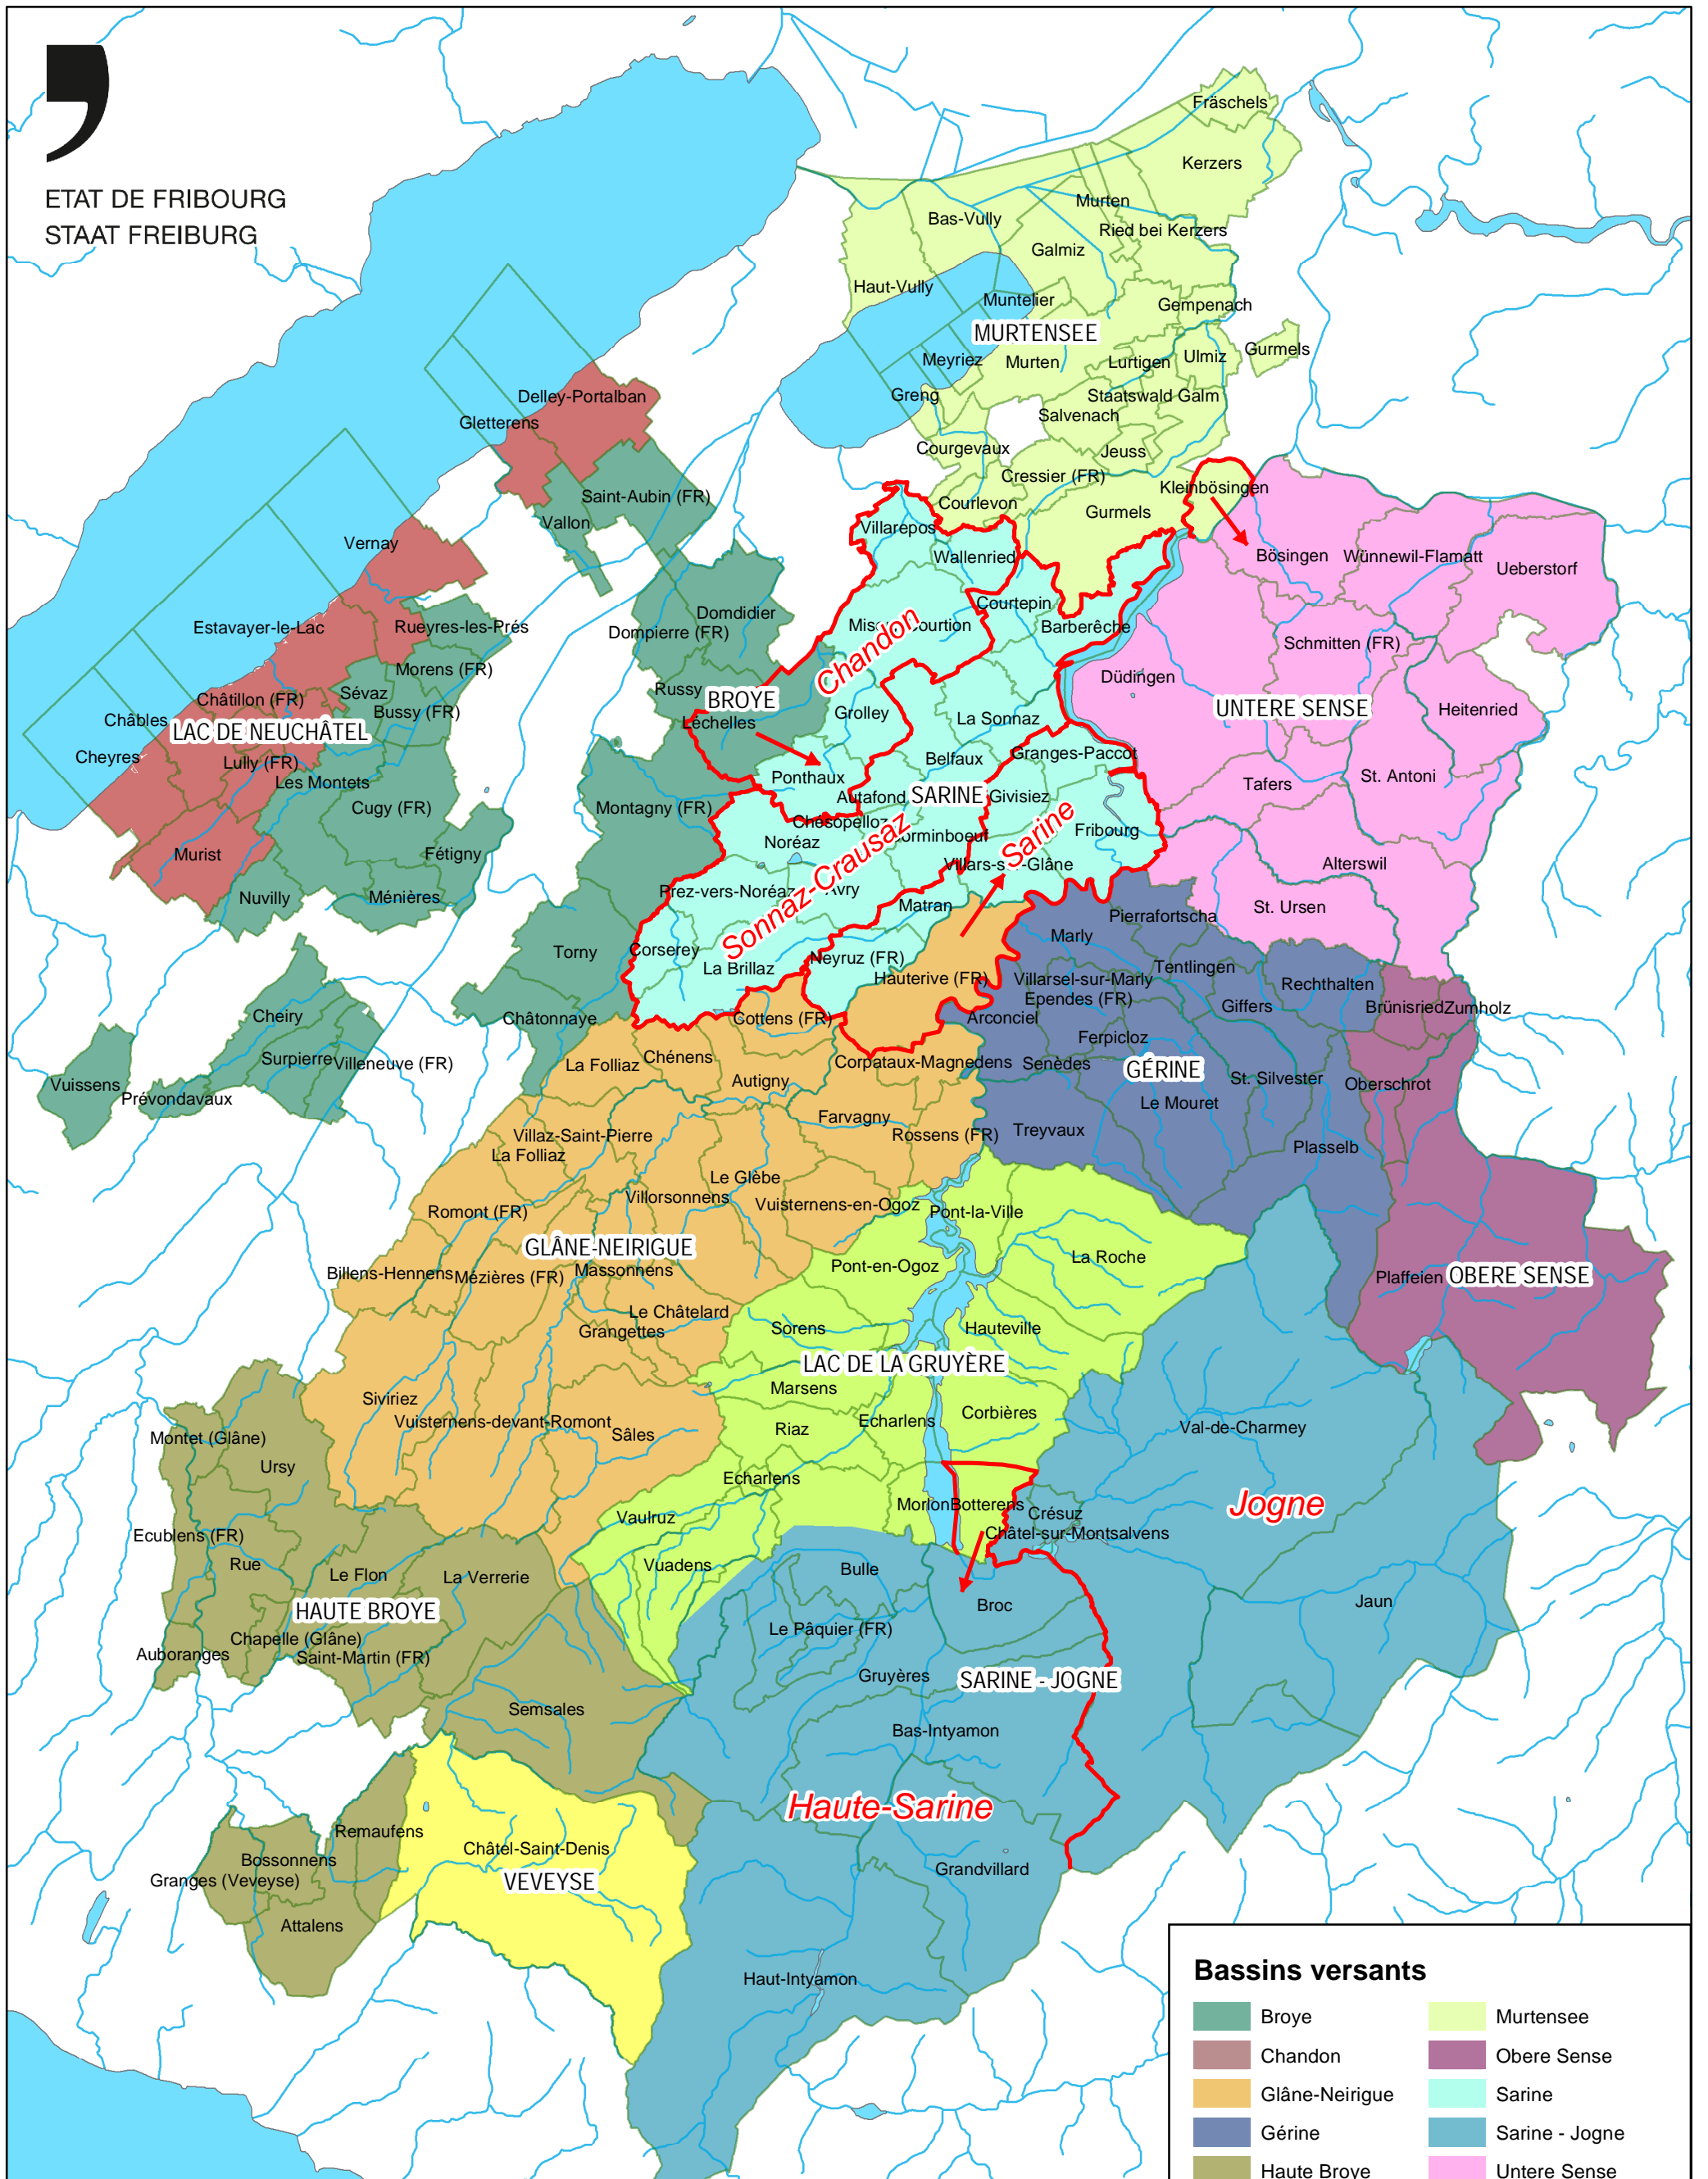 ETAT DE FRIBOURG
STAAT FREIBURG
Fräschels
Kerzers
Murten
Bas-Vully
Ried bei Kerzers
Galmiz
Haut-Vully
Muntelier
Gempenach
MURTENSEE
Gurmels
Meyriez
Murten
Lurtigen
Ulmiz
Greng
Staatswald Galm
Salvenach
Delley-Portalban
Gletterens
Courgevaux
Jeuss
Cressier (FR)
Kleinbösingen
Saint-Aubin (FR)
Courlevon
Gurmels
Vallon
Villarepos
Vernay
Wallenried
Bösingen
Wünnewil-Flamatt
Ueberstorf
Courtepin
Domdidier
Estavayer-le-Lac
Rueyres-les-Prés
Dompierre (FR)
Barberêche
Chandon
Schmitten (FR)
Morens (FR)
Düdingen
Russy
Sévaz
Châtillon (FR)
BROYE
Bussy (FR)
Grolley
La Sonnaz
UNTERE SENSE
Heitenried
Châbles
LAC DE NEUCHÂTEL
Léchelles
Cheyres
Lully (FR)
Belfaux
Granges-Paccot
Les Montets
Ponthaux
Tafers
St. Antoni
Autafond
SARINE
Givisiez
Cugy (FR)
Montagny (FR)
Chésopelloz
Noréaz
Corminboeuf
Sarine
Fribourg
Murist
Fétigny
Villars-sur-Glâne
Alterswil
Nuvilly
Ménières
Prez-vers-Noréaz
Avry
Sonnaz-Crausaz
Matran
St. Ursen
Pierrafortscha
Marly
Torny
Corserey
La Brillaz
Neyruz (FR)
Hauterive (FR)
Tentlingen
Villarsel-sur-Marly
Rechthalten
Ependes (FR)
Giffers
Brünisried
Zumholz
Cheiry
Châtonnaye
Cottens (FR)
Arconciel
Ferpicloz
Surpierre
Villeneuve (FR)
La Folliaz
Chénens
Corpataux-Magnedens
Senèdes
GÉRINE
Vuissens
Prévondavaux
Autigny
St. Silvester
Oberschrot
Le Mouret
Farvagny
Villaz-Saint-Pierre
Rossens (FR)
Treyvaux
La Folliaz
Plasselb
Le Glèbe
Villorsonnens
Vuisternens-en-Ogoz
Pont-la-Ville
Romont (FR)
GLÂNE-NEIRIGUE
La Roche
Pont-en-Ogoz
Billens-Hennens
Mézières (FR)
Massonnens
Plaffeien
OBERE SENSE
Le Châtelard
Grangettes
Sorens
Hauteville
LAC DE LA GRUYÈRE
Marsens
Siviriez
Corbières
Vuisternens-devant-Romont
Sâles
Riaz
Echarlens
Val-de-Charmey
Montet (Glâne)
Ursy
Echarlens
Jogne
Morlon
Botterens
Crésuz
Vaulruz
Châtel-sur-Montsalvens
Ecublens (FR)
Rue
Le Flon
La Verrerie
Vuadens
Bulle
Jaun
Broc
HAUTE BROYE
Le Pâquier (FR)
Chapelle (Glâne)
Auboranges
Saint-Martin (FR)
Gruyères
SARINE - JOGNE
Semsales
Bas-Intyamon
Haute-Sarine
Remaufens
Châtel-Saint-Denis
Bossonnens
Grandvillard
Granges (Veveyse)
VEVEYSE
Attalens
Haut-Intyamon
Bassins versants
Broye
Murtensee
Chandon
Obere Sense
Glâne-Neirigue
Sarine
Gérine
Sarine - Jogne
Haute Broye
Untere Sense